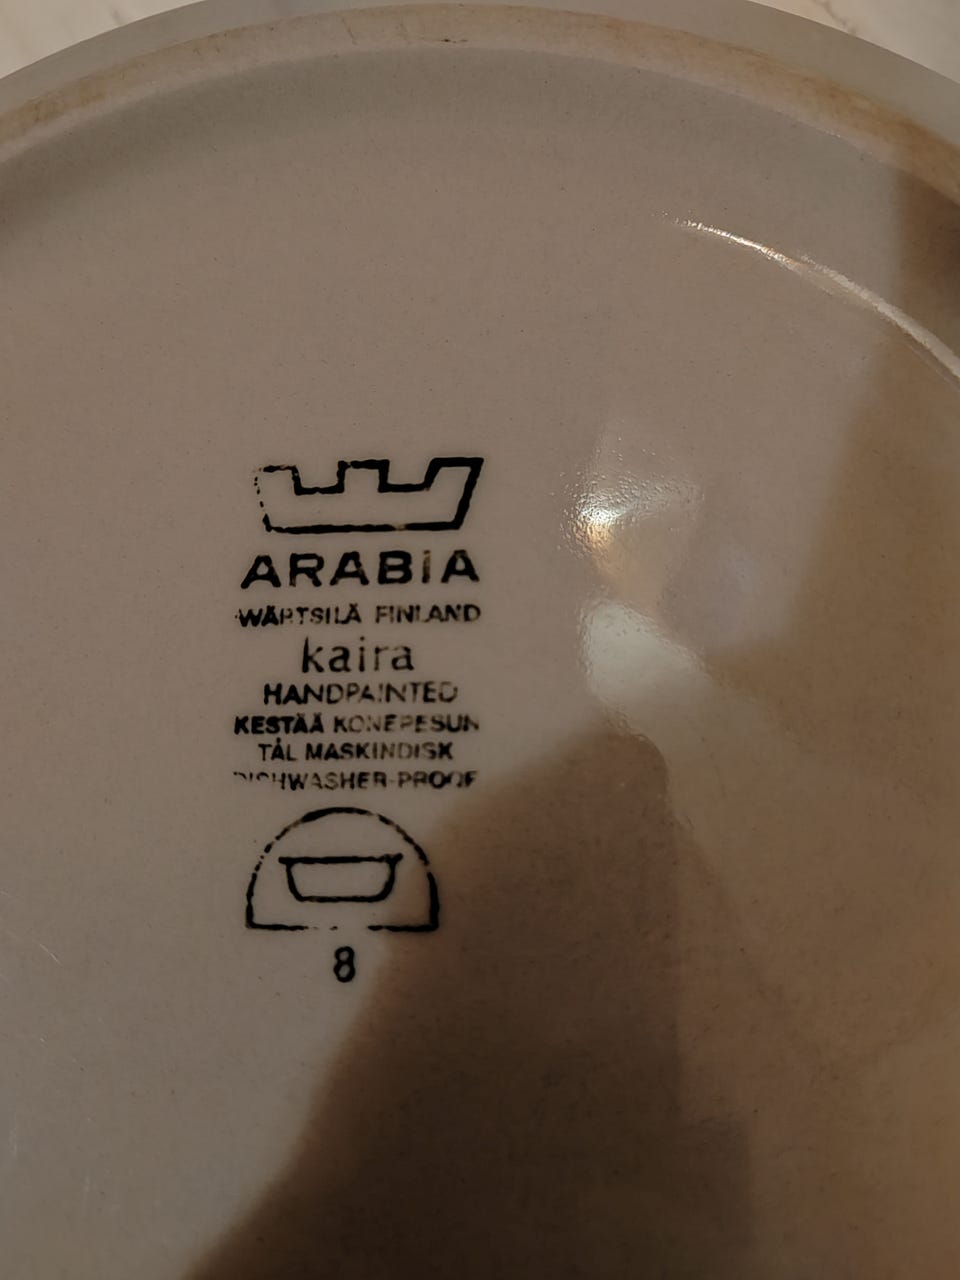 ARABIA
WÄRTSILÄ FINLAND
kaira
HANDPAINTED
KESTÄÄ KONEPESUN
TÅL MASKINDISK
DISHWASHER-PROOF
8